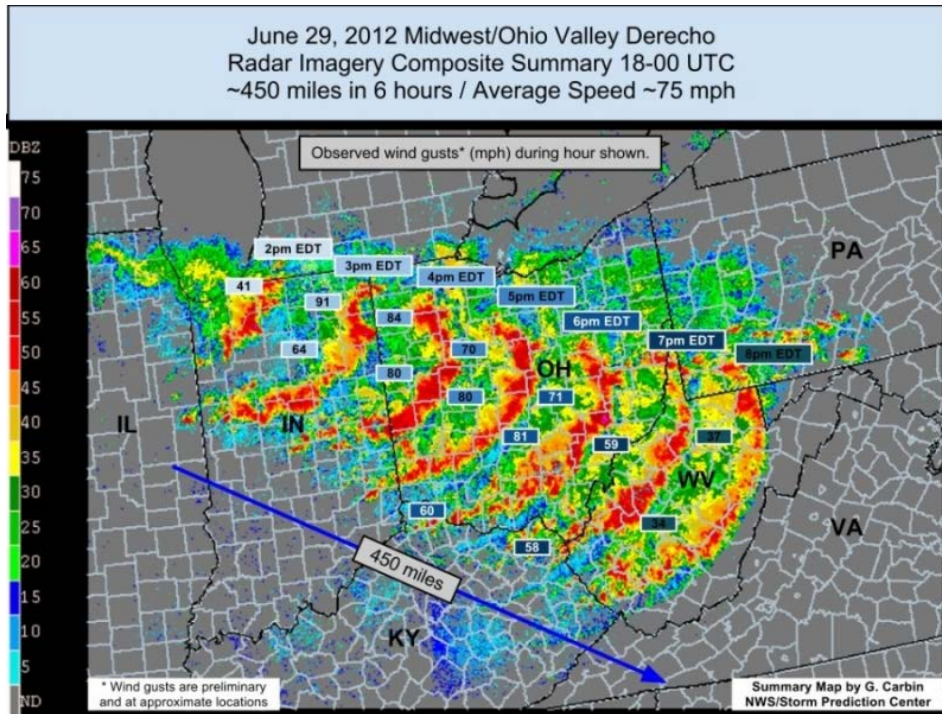 June 29, 2012 Midwest/Ohio Valley Derecho
Radar Imagery Composite Summary 18-00 UTC
~450 miles in 6 hours / Average Speed ~75 mph
DBZ
75
70
65
60
55
50
45
40
35
30
25
20
15
10
5
ND
Observed wind gusts* (mph) during hour shown.
2pm EDT
3pm EDT
4pm EDT
5pm EDT
6pm EDT
7pm EDT
8pm EDT
PA
41
91
84
64
70
80
OH
80
71
IL
IN
81
59
37
WV
60
34
VA
58
450 miles
KY
* Wind gusts are preliminary
and at approximate locations
Summary Map by G. Carbin
NWS/Storm Prediction Center